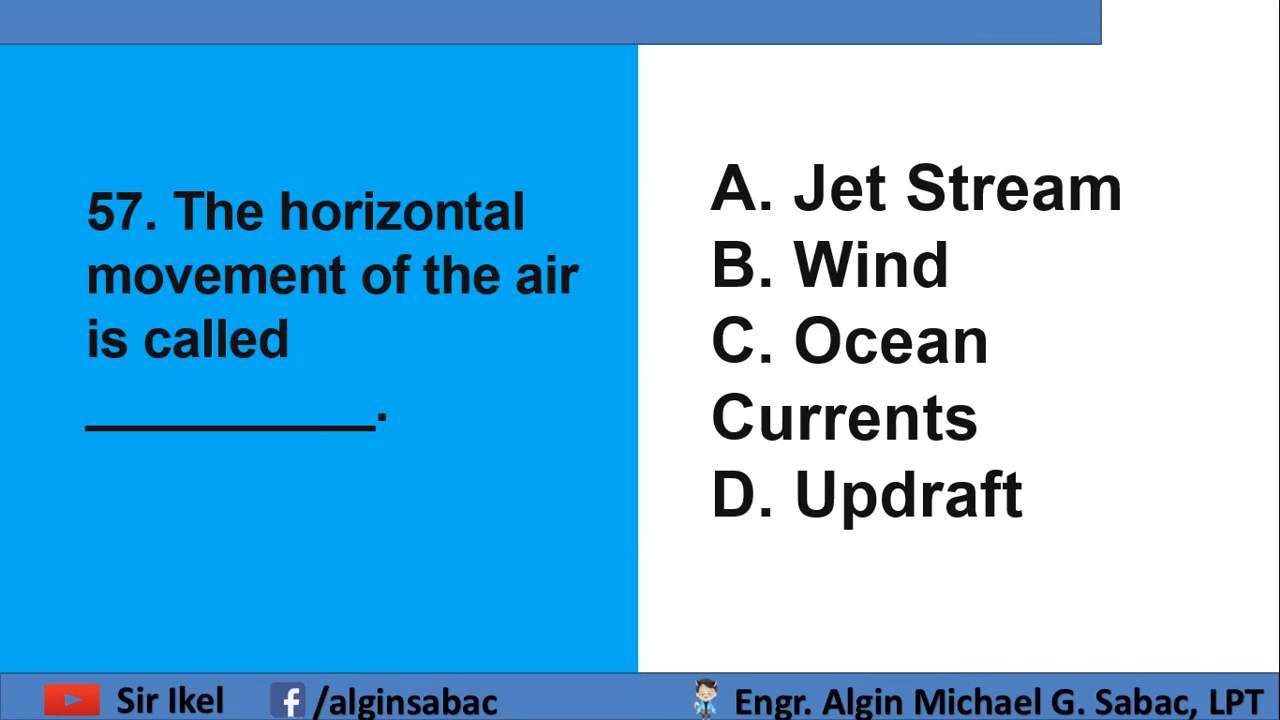 57. The horizontal
movement of the air
is called
___________.
A. Jet Stream
B. Wind
C. Ocean
Currents
D. Updraft
Sir Ikel
/alginsabac
Engr. Algin Michael G. Sabac, LPT